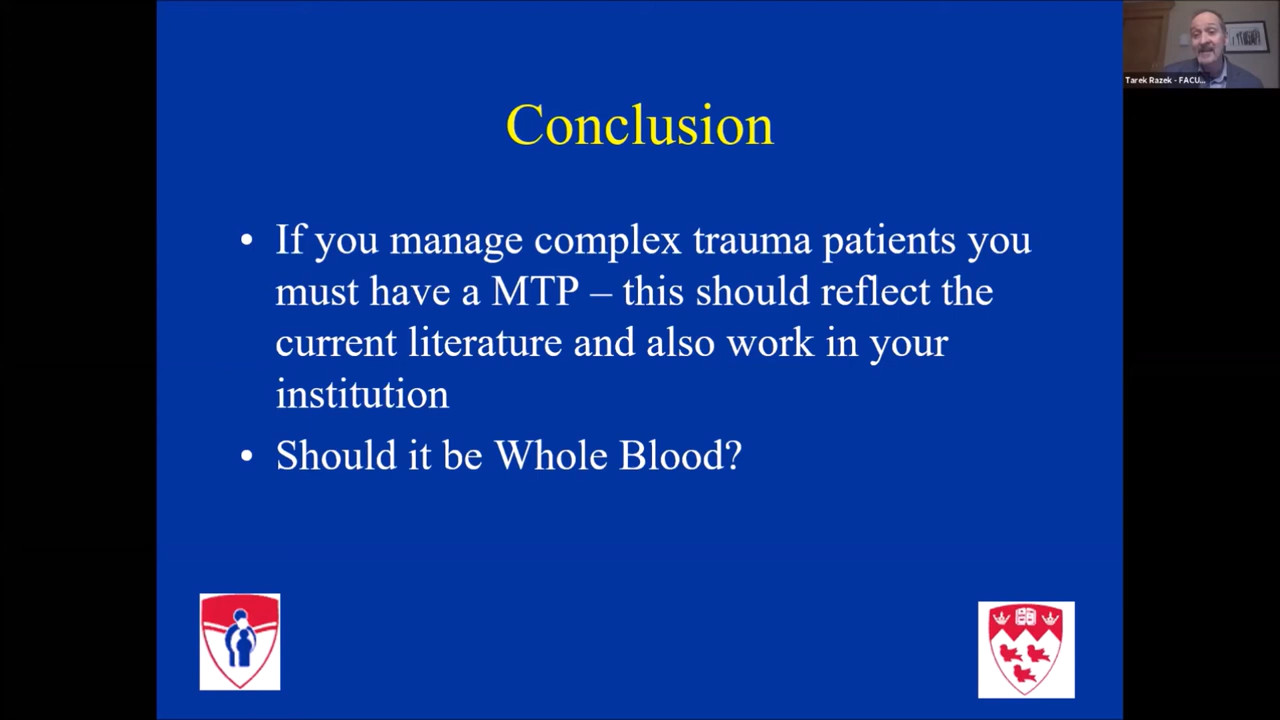 Tarek Razek - FACU...
Conclusion
• If you manage complex trauma patients you
must have a MTP – this should reflect the
current literature and also work in your
institution
• Should it be Whole Blood?